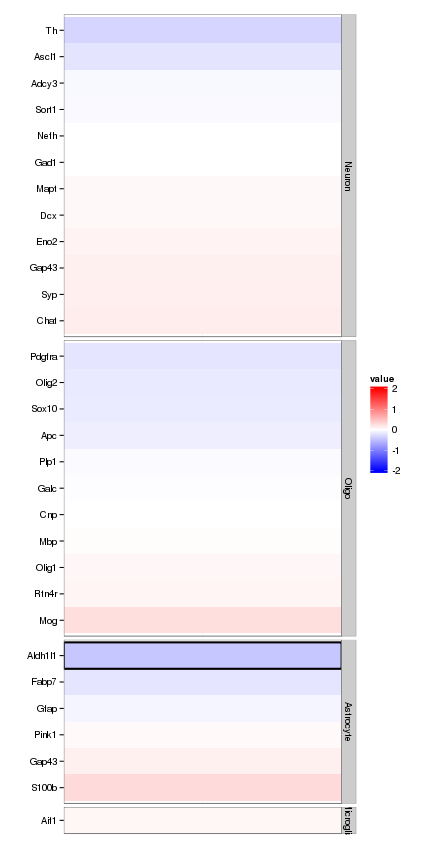 Th
Ascl1
Adcy3
Sort1
Nefh
Gad1
Mapt
Dcx
Eno2
Gap43
Syp
Chat
Neuron
Pdgfra
Olig2
Sox10
Apc
Plp1
Galc
Cnp
Mbp
Olig1
Rtn4r
Mog
Oligo
Aldh1l1
Fabp7
Gfap
Pink1
Gap43
S100b
Astrocyte
Aif1
value
2
1
0
-1
-2